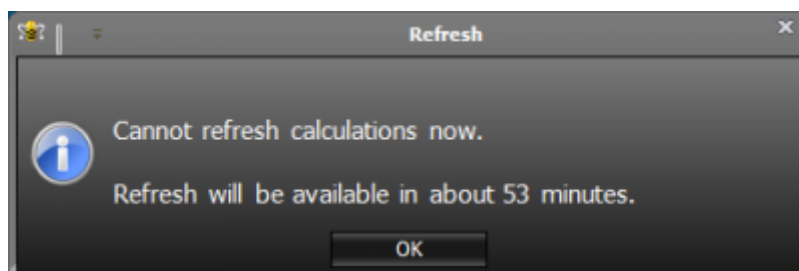 Refresh
Cannot refresh calculations now.
Refresh will be available in about 53 minutes.
OK